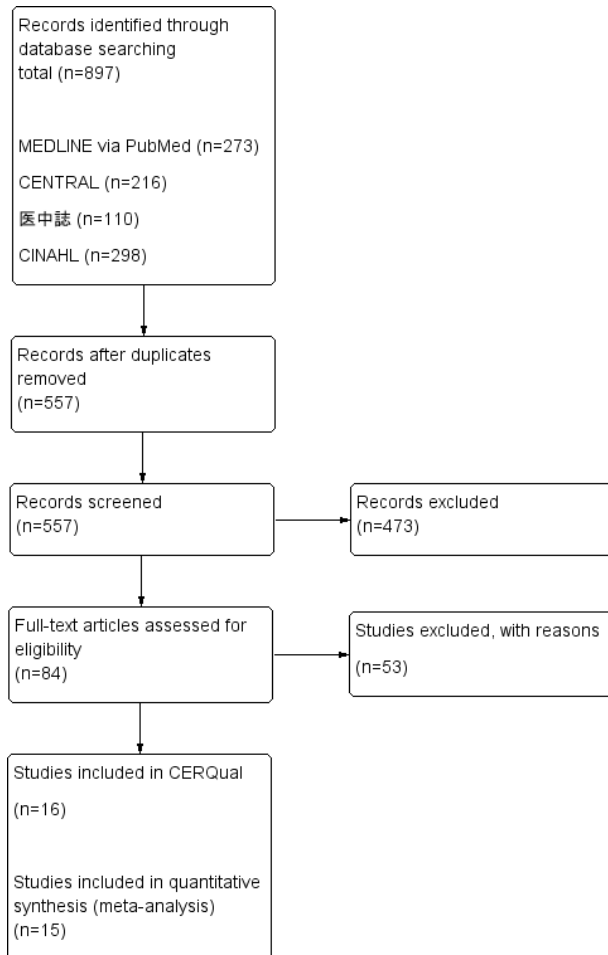 Records identified through
database searching
total (n=897)
MEDLINE via PubMed (n=273)
CENTRAL (n=216)
医中誌 (n=110)
CINAHL (n=298)
Records after duplicates
removed
(n=557)
Records screened
(n=557)
Records excluded
(n=473)
Full-text articles assessed for
eligibility
(n=84)
Studies excluded, with reasons
(n=53)
Studies included in CERQual
(n=16)
Studies included in quantitative
synthesis (meta-analysis)
(n=15)